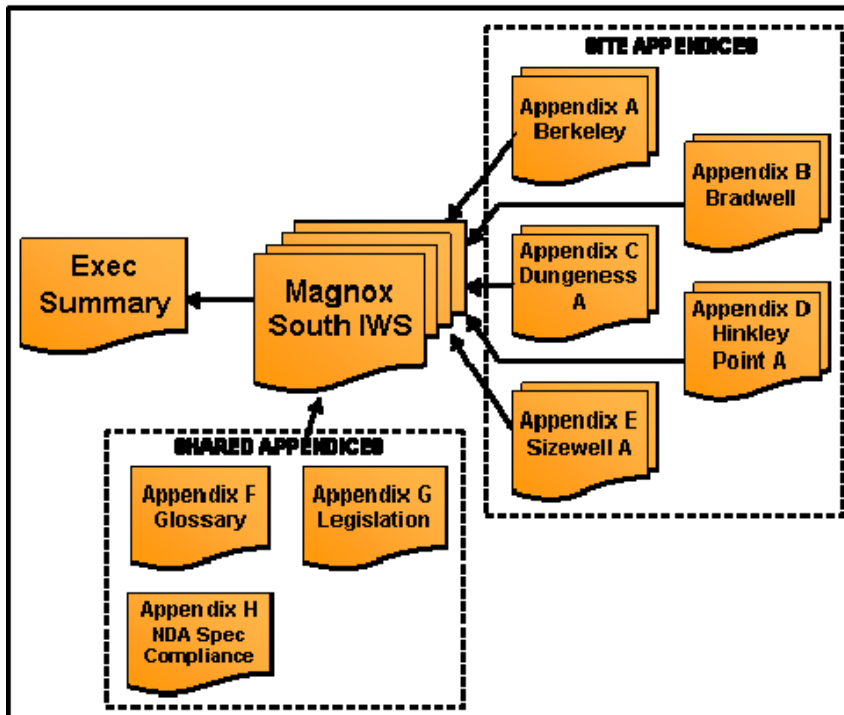 SITE APPENDICES
Appendix A
Berkeley
Appendix B
Bradwell
Appendix C
Dungeness
A
Appendix D
Hinkley
Point A
Appendix E
Sizewell A
Magnox
South IWS
Exec
Summary
SHARED APPENDICES
Appendix F
Glossary
Appendix G
Legislation
Appendix H
NDA Spec
Compliance